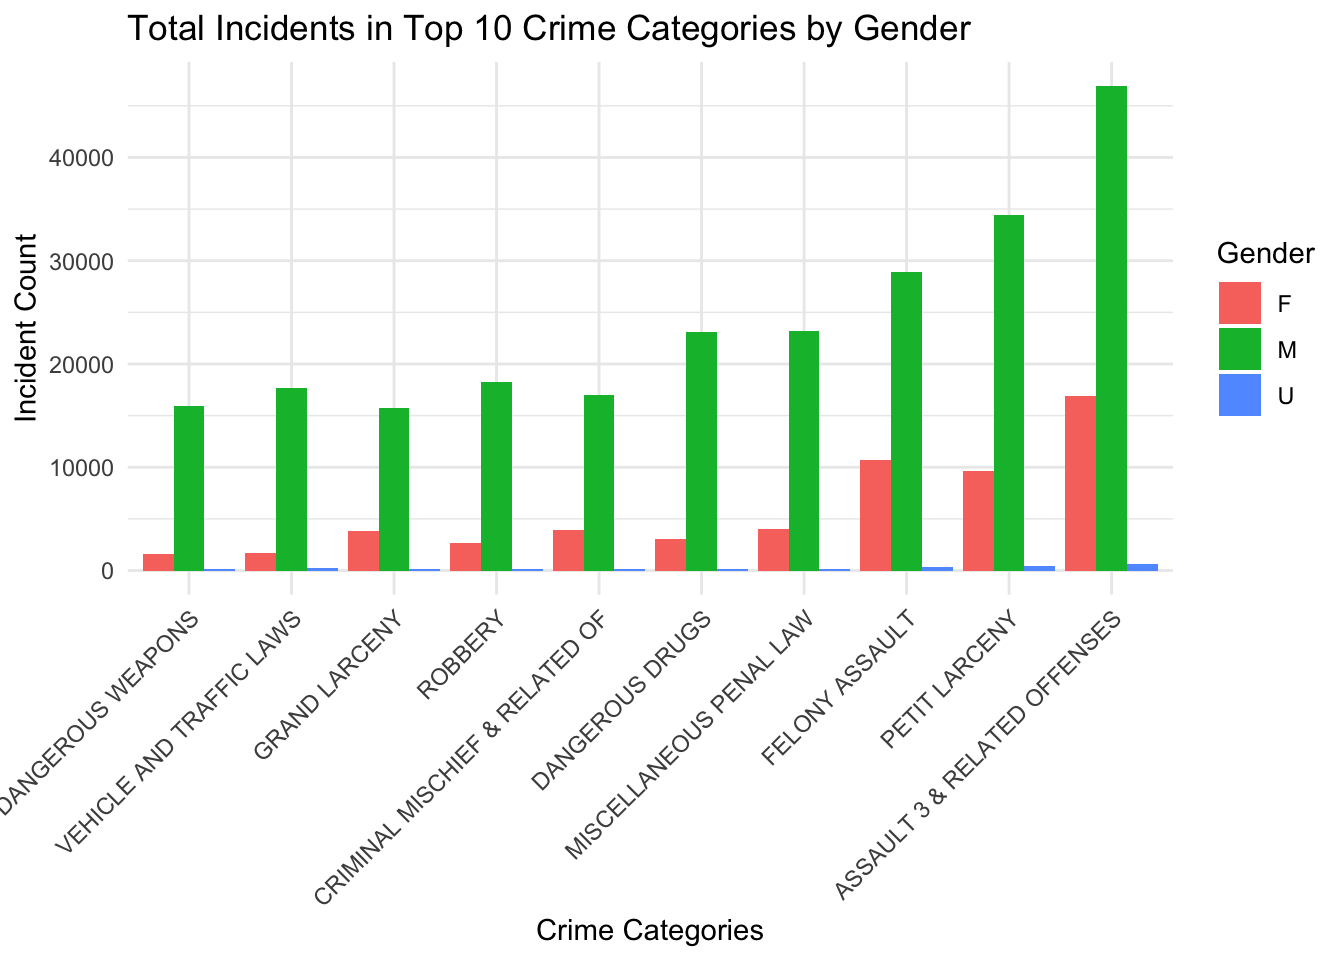 Total Incidents in Top 10 Crime Categories by Gender
Incident Count
40000
30000
20000
10000
0
DANGEROUS WEAPONS
VEHICLE AND TRAFFIC LAWS
GRAND LARCENY
ROBBERY
CRIMINAL MISCHIEF & RELATED OF
DANGEROUS DRUGS
MISCELLANEOUS PENAL LAW
FELONY ASSAULT
PETIT LARCENY
ASSAULT 3 & RELATED OFFENSES
Crime Categories
Gender
F
M
U